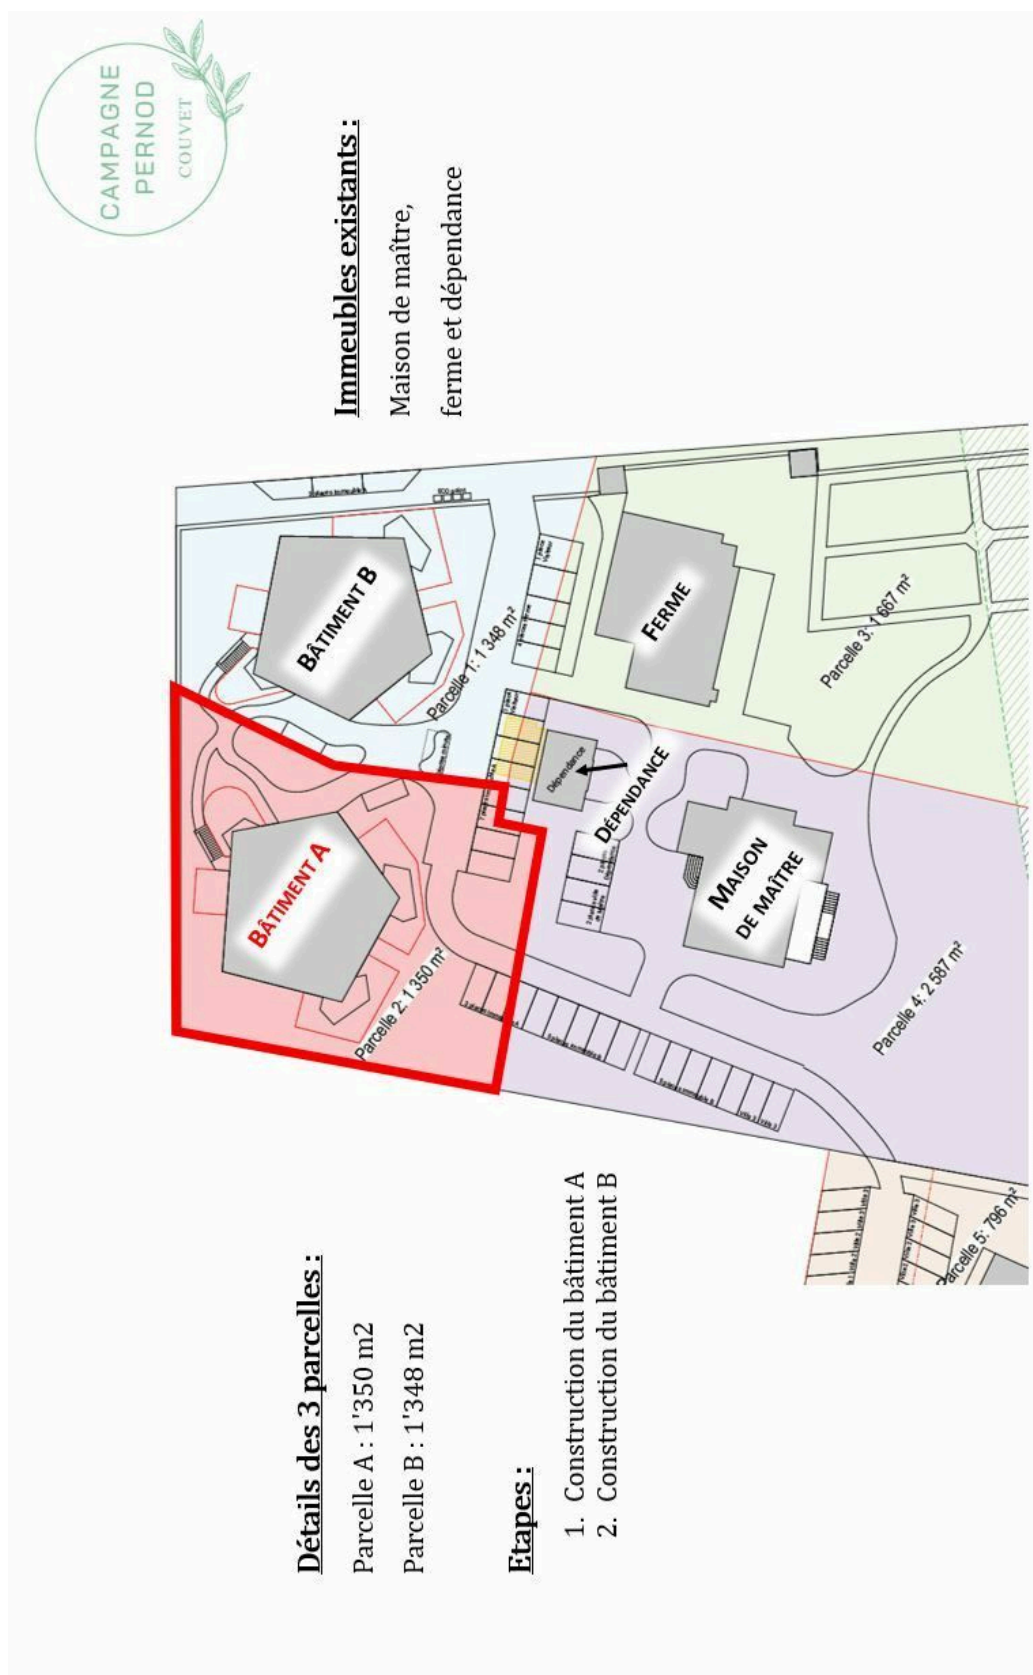 CAMPAGNE
PERNOD
COUVET
Détails des 3 parcelles :
Parcelle A : 1'350 m2
Parcelle B : 1'348 m2
Etapes :
1. Construction du bâtiment A
2. Construction du bâtiment B
Immeubles existants :
Maison de maître,
ferme et dépendance
BÂTIMENT A
BÂTIMENT B
Parcelle 2: 1 350 m²
Parcelle 1: 1 348 m²
FERME
Dépendance
DÉPENDANCE
MAISON
DE MAÎTRE
Parcelle 3: 1 667 m²
Parcelle 4: 2 587 m²
Parcelle 5: 796 m²